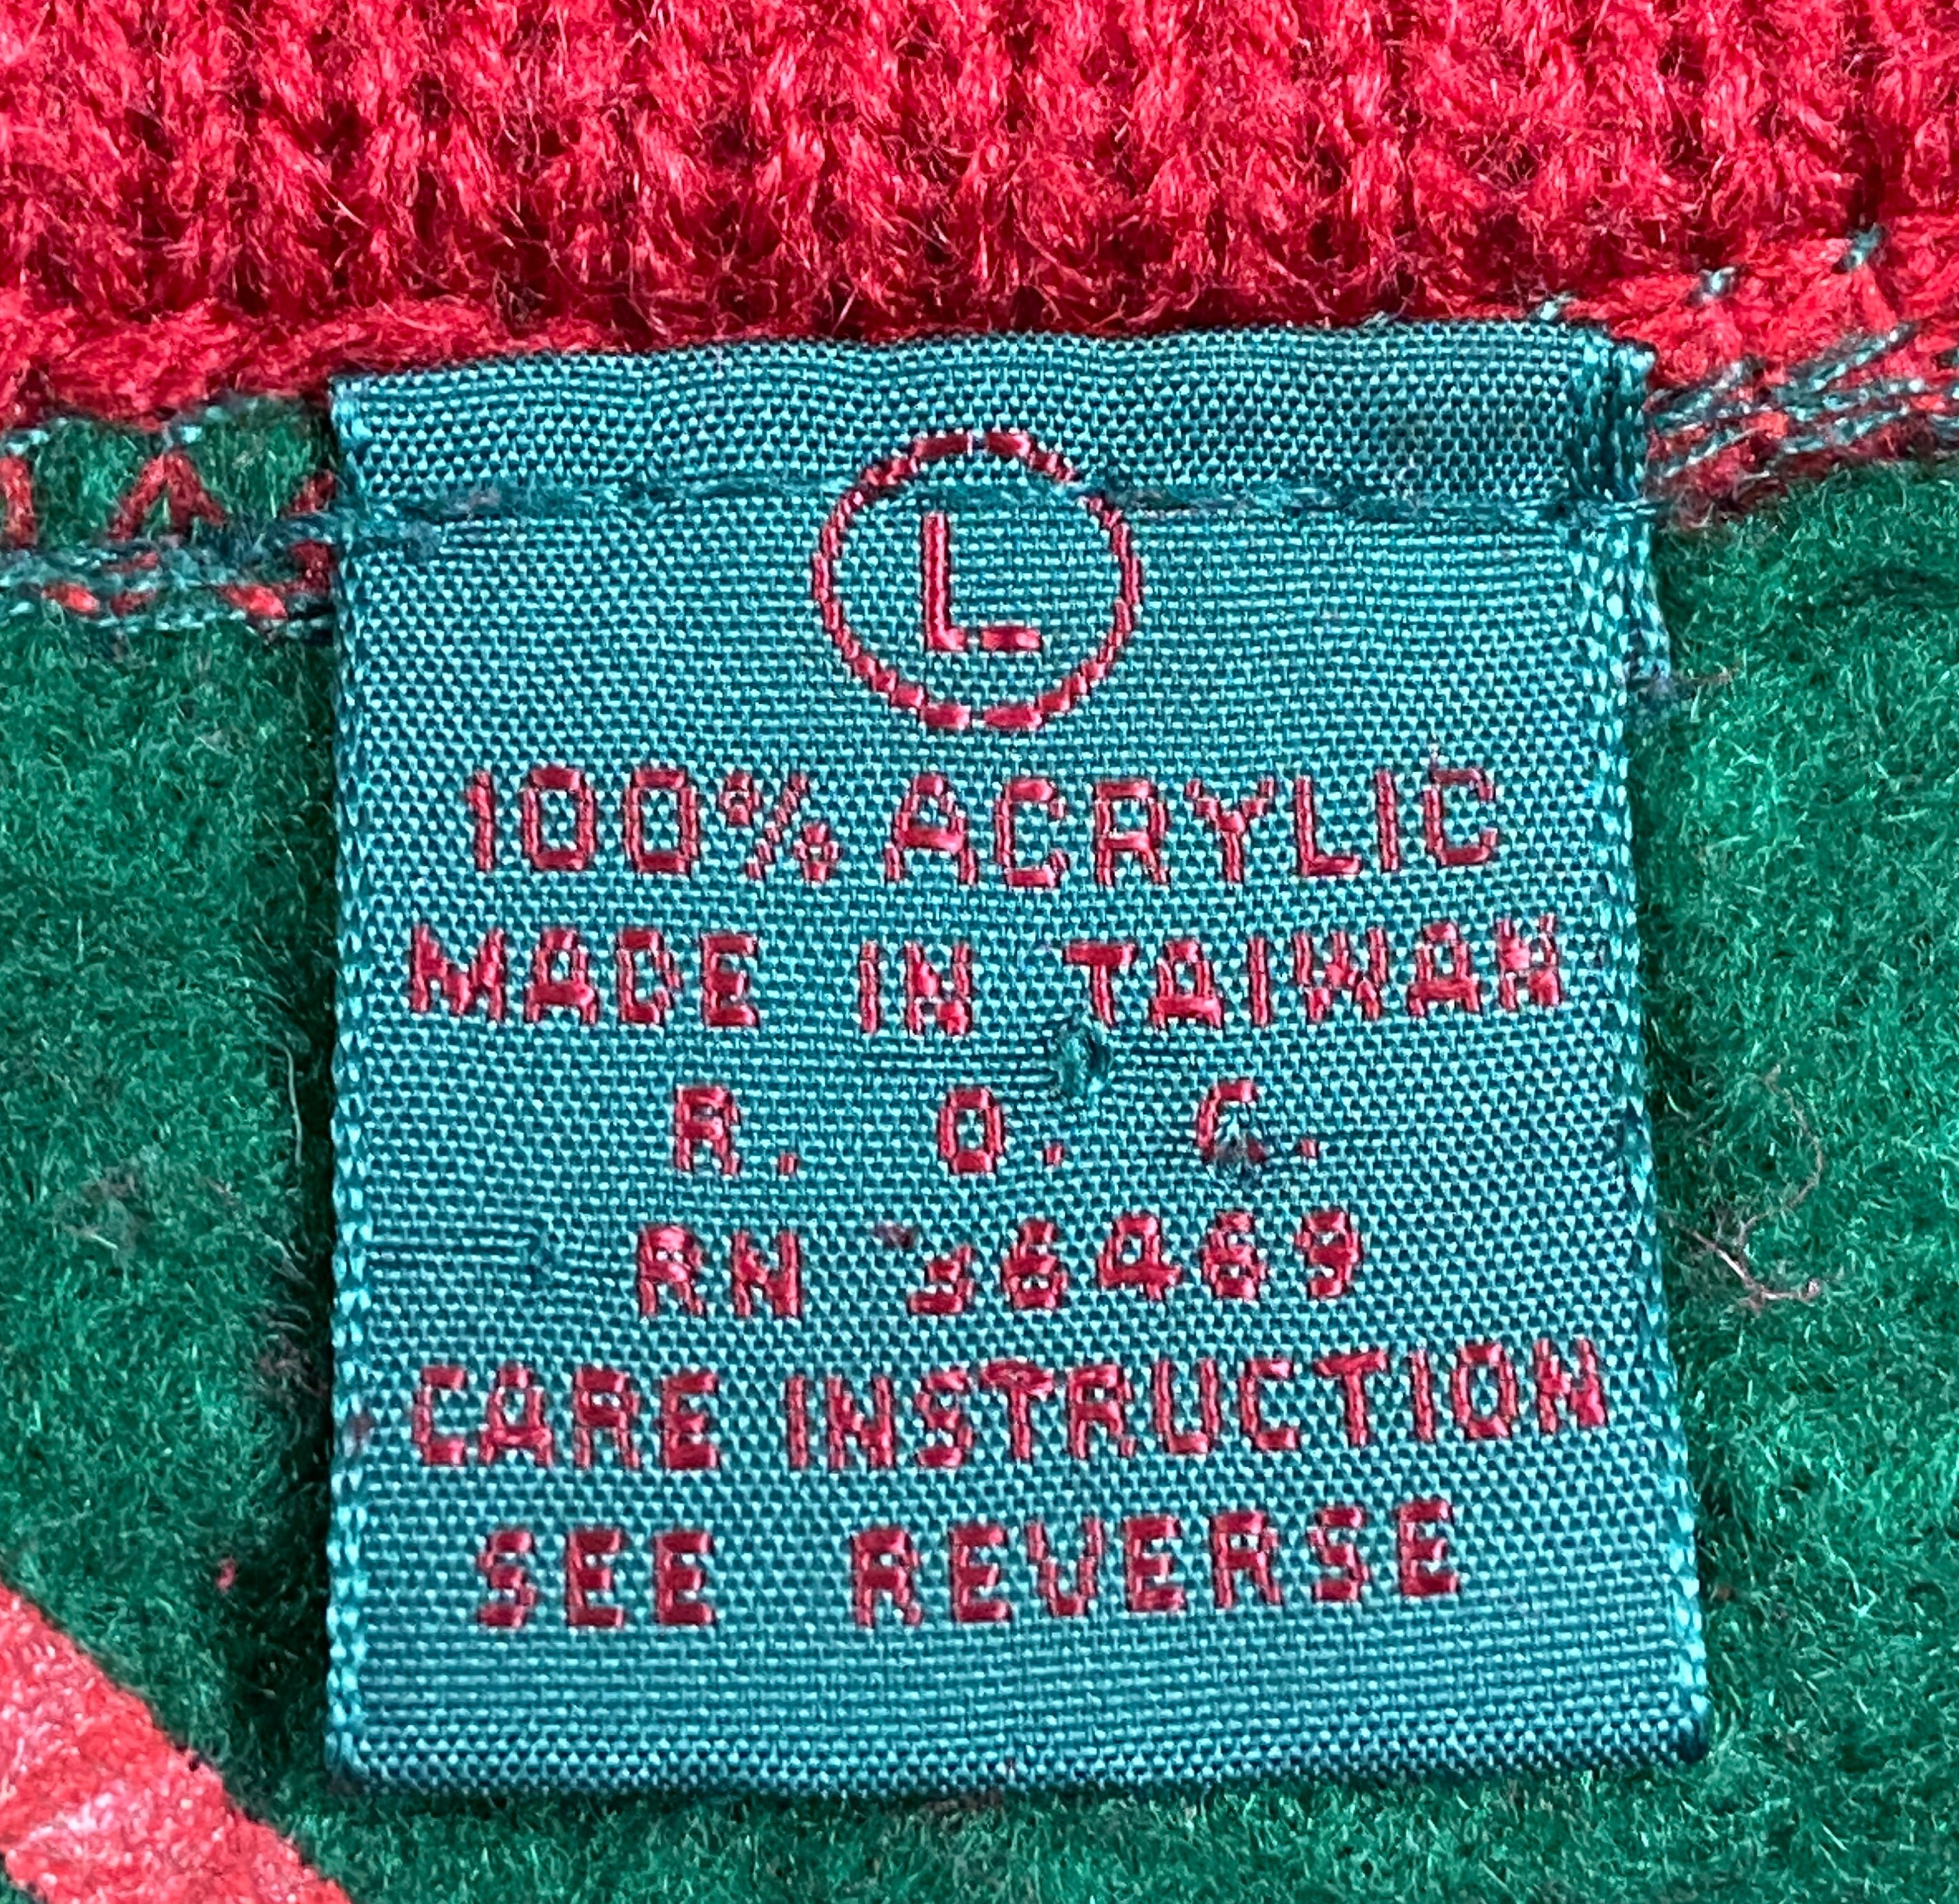 L
100% ACRYLIC
MADE IN TAIWAN
R. O. C.
RN 36469
CARE INSTRUCTION
SEE REVERSE